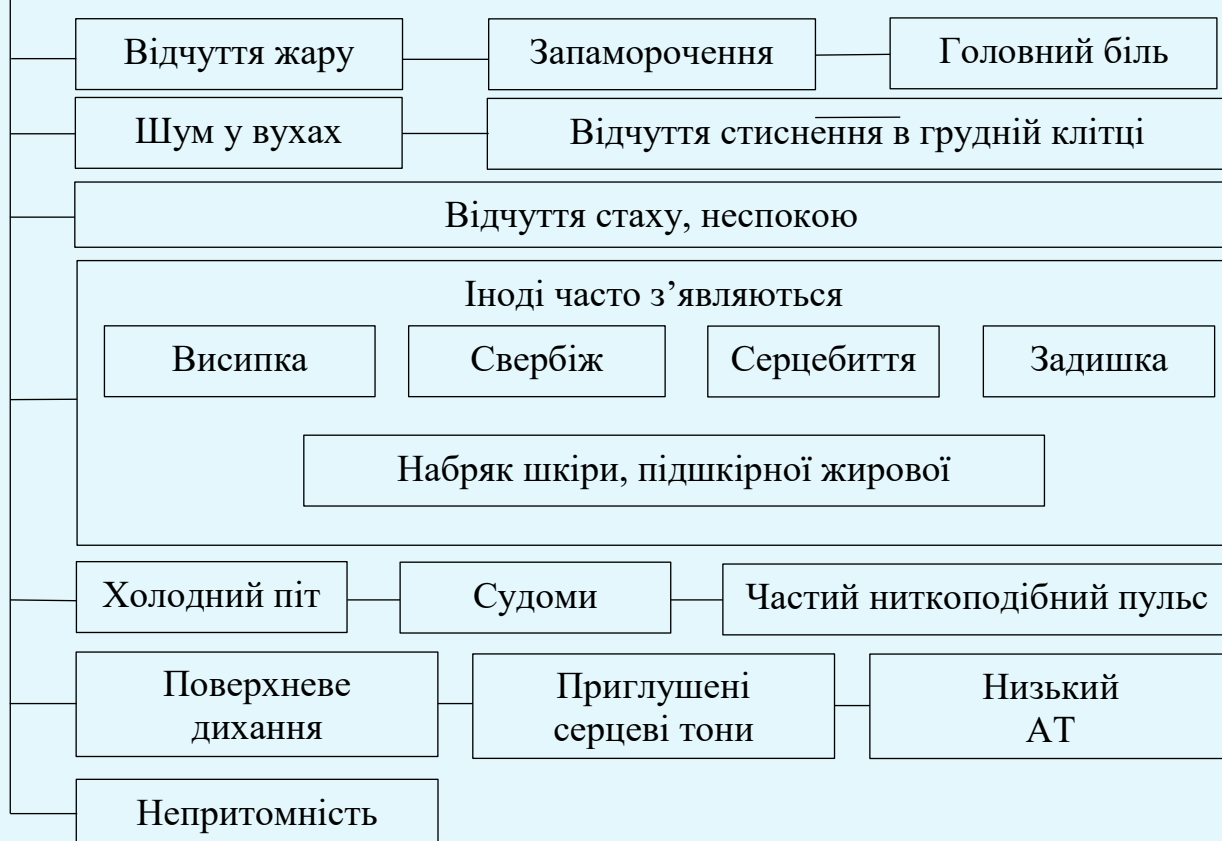 Відчуття жару Запаморочення Головний біль
Шум у вухах Відчуття стиснення в грудній клітці
Відчуття стаху, неспокою
Іноді часто з’являються
Висипка Свербіж Серцебиття Задишка
Набряк шкіри, підшкірної жирової
Холодний піт Судоми Частий ниткоподібний пульс
Поверхневе дихання Приглушені серцеві тони Низький АТ
Непритомність